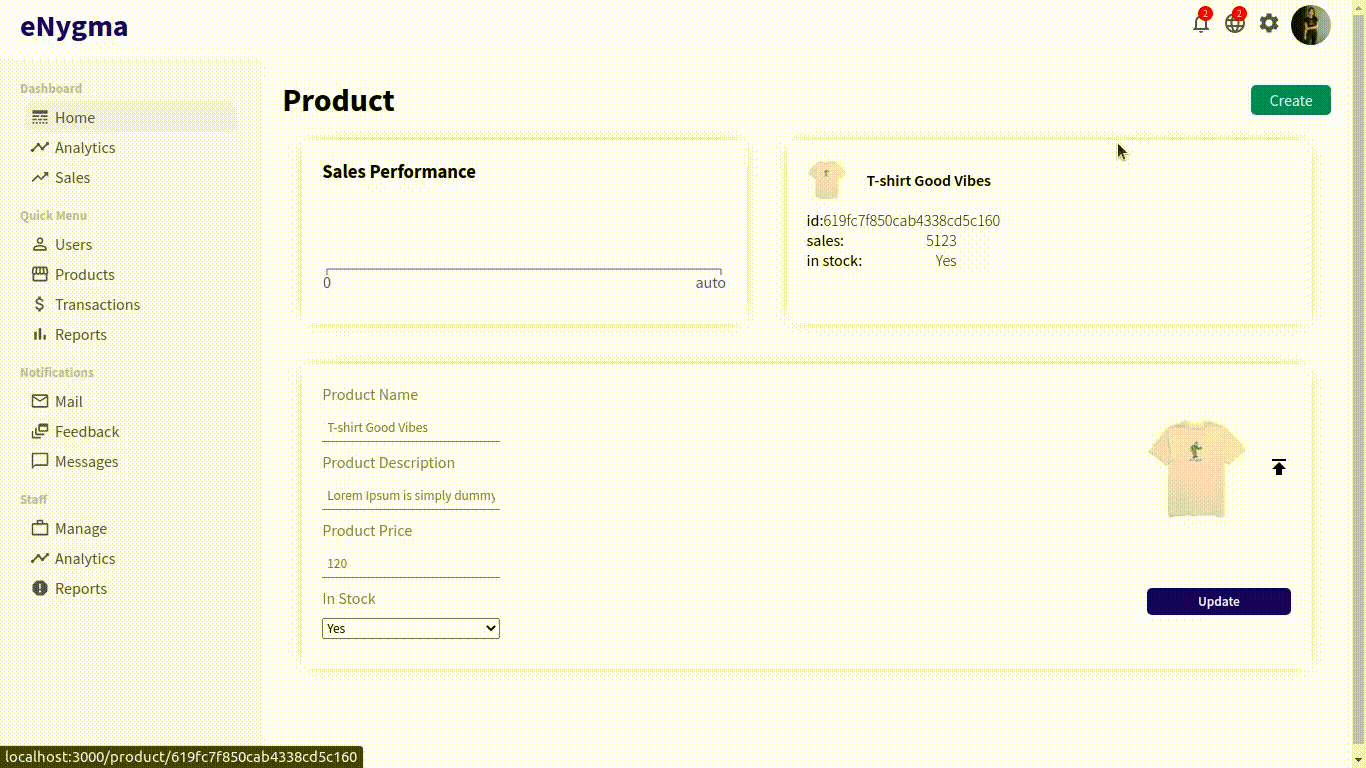 eNygma
2
2
Dashboard
Home
Analytics
Sales
Quick Menu
Users
Products
Transactions
Reports
Notifications
Mail
Feedback
Messages
Staff
Manage
Analytics
Reports
Product
Create
Sales Performance
0
auto
T-shirt Good Vibes
id:619fc7f850cab4338cd5c160
sales: 5123
in stock: Yes
Product Name
T-shirt Good Vibes
Product Description
Lorem Ipsum is simply dummy
Product Price
120
In Stock
Yes
Update
localhost:3000/product/619fc7f850cab4338cd5c160